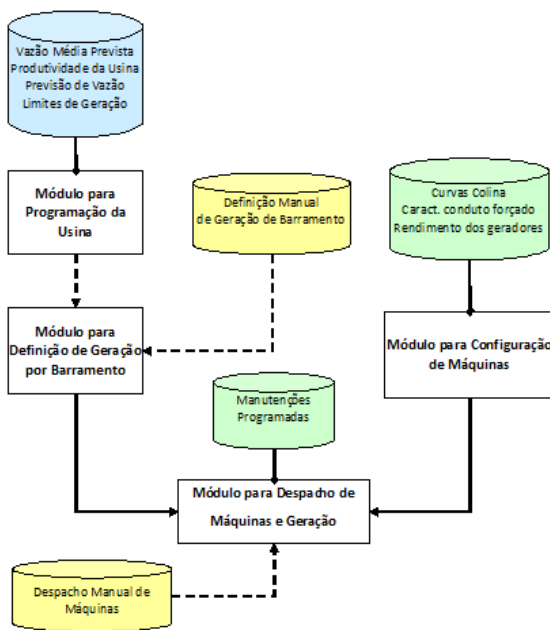 Vazão Média Prevista
Produtividade da Usina
Previsão de Vazão
Limites de Geração
Módulo para
Programação da
Usina
Definição Manual
de Geração de Barramento
Curvas Colina
Caract. conduto forçado
Rendimento dos geradores
Módulo para
Definição de Geração
por Barramento
Módulo para Configuração
de Máquinas
Manutenções
Programadas
Módulo para Despacho de
Máquinas e Geração
Despacho Manual de
Máquinas